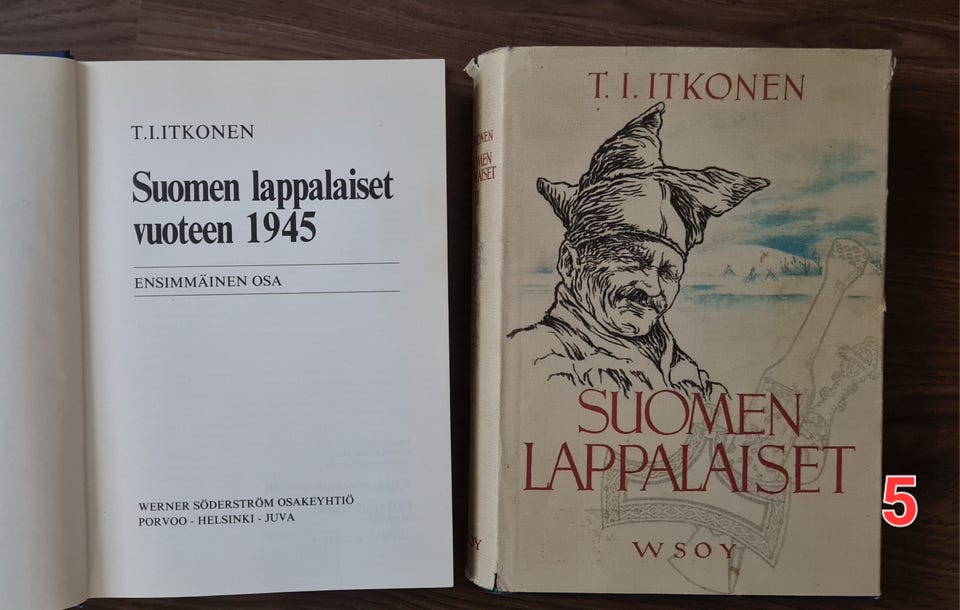 T.I.ITKONEN
Suomen lappalaiset
vuoteen 1945
ENSIMMÄINEN OSA
WERNER SÖDERSTRÖM OSAKEYHTIÖ
PORVOO - HELSINKI - JUVA
T. I. ITKONEN
SUOMEN
LAPPALAISET
WSOY
5